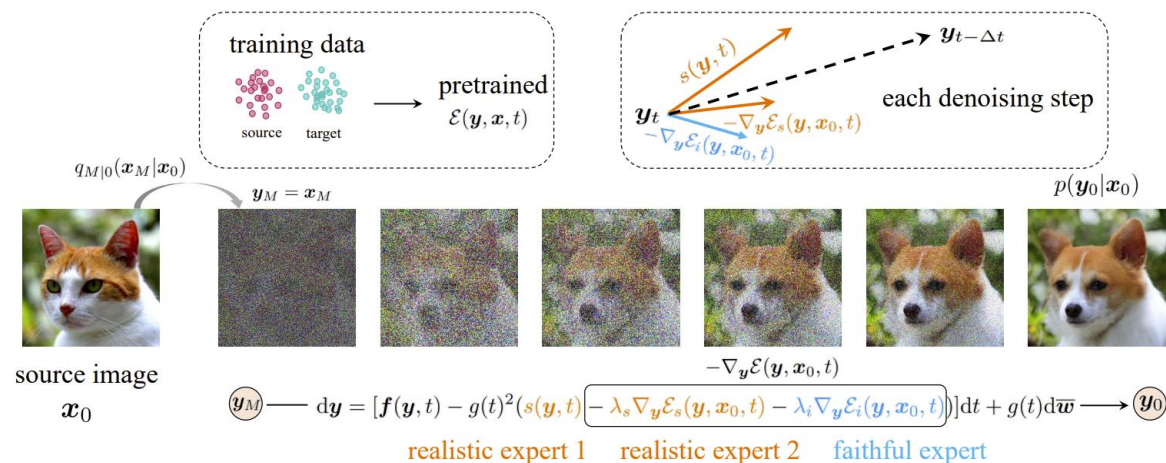 training data
source target
pretrained
ℰ(y, x, t)
s(y, t)
y_{t−Δt}
y_t
each denoising step
−∇_y ℰ_s(y, x_0, t)
−∇_y ℰ_i(y, x_0, t)
q_{M|0}(x_M|x_0)
y_M = x_M
p(y_0|x_0)
source image
x_0
−∇_y ℰ(y, x_0, t)
y_M dy = [f(y, t) − g(t)^2(s(y, t) − λ_s∇_y ℰ_s(y, x_0, t) − λ_i∇_y ℰ_i(y, x_0, t))]dt + g(t)dw̅ y_0
realistic expert 1 realistic expert 2 faithful expert